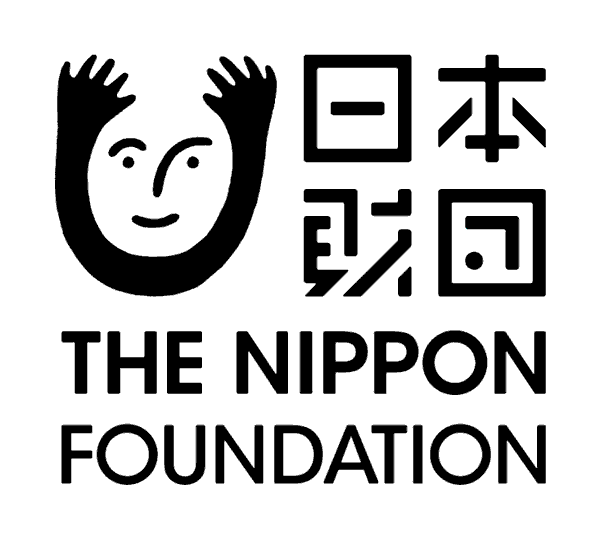 日本
財団
THE NIPPON
FOUNDATION